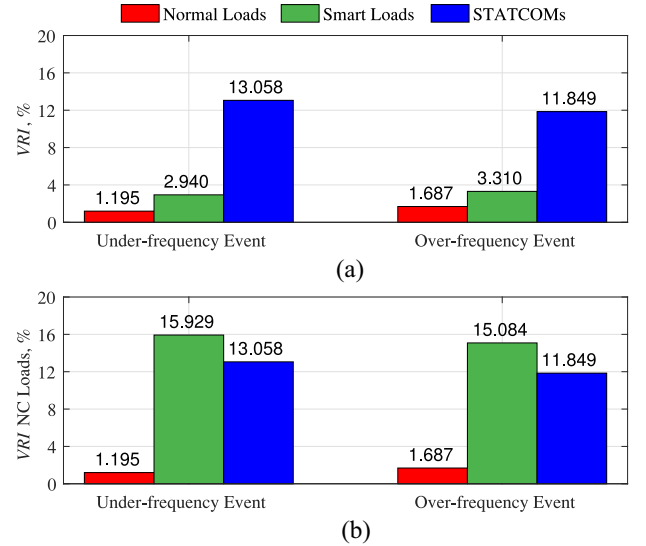 Normal Loads Smart Loads STATCOMs
20
16
12
8
4
0
VRI, %
1.195 2.940 13.058 1.687 3.310 11.849
Under-frequency Event Over-frequency Event
(a)
20
16
12
8
4
0
VRI NC Loads, %
1.195 15.929 13.058 1.687 15.084 11.849
Under-frequency Event Over-frequency Event
(b)